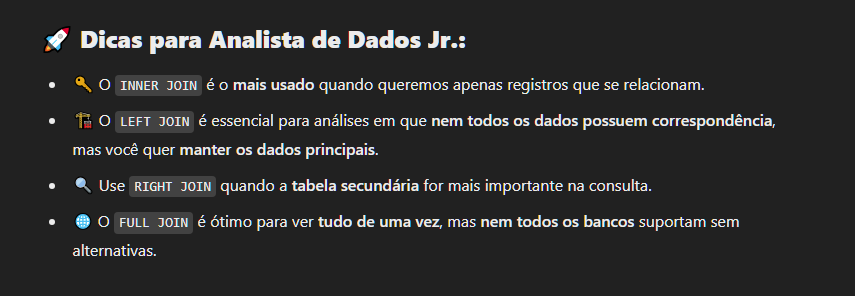 🚀 Dicas para Analista de Dados Jr.:
• 🔑 O INNER JOIN é o mais usado quando queremos apenas registros que se relacionam.
• 🏗️ O LEFT JOIN é essencial para análises em que nem todos os dados possuem correspondência,
mas você quer manter os dados principais.
• 🔍 Use RIGHT JOIN quando a tabela secundária for mais importante na consulta.
• 🌐 O FULL JOIN é ótimo para ver tudo de uma vez, mas nem todos os bancos suportam sem
alternativas.